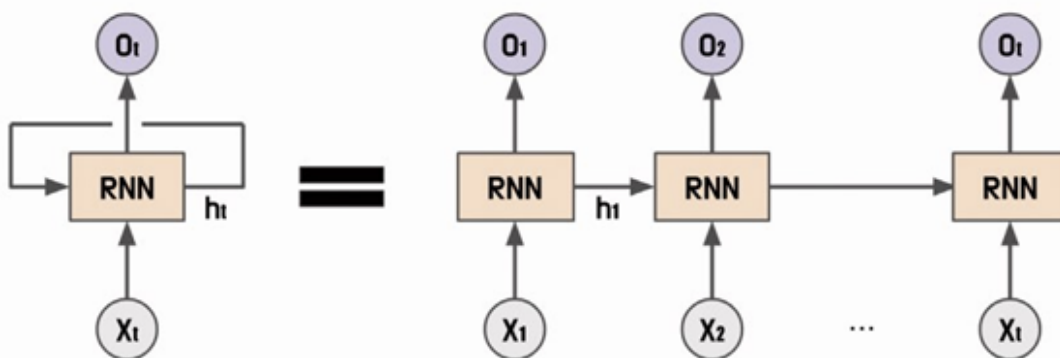 Ot O1 O2 Ot
RNN RNN RNN RNN
ht h1
Xt X1 X2 ... Xt